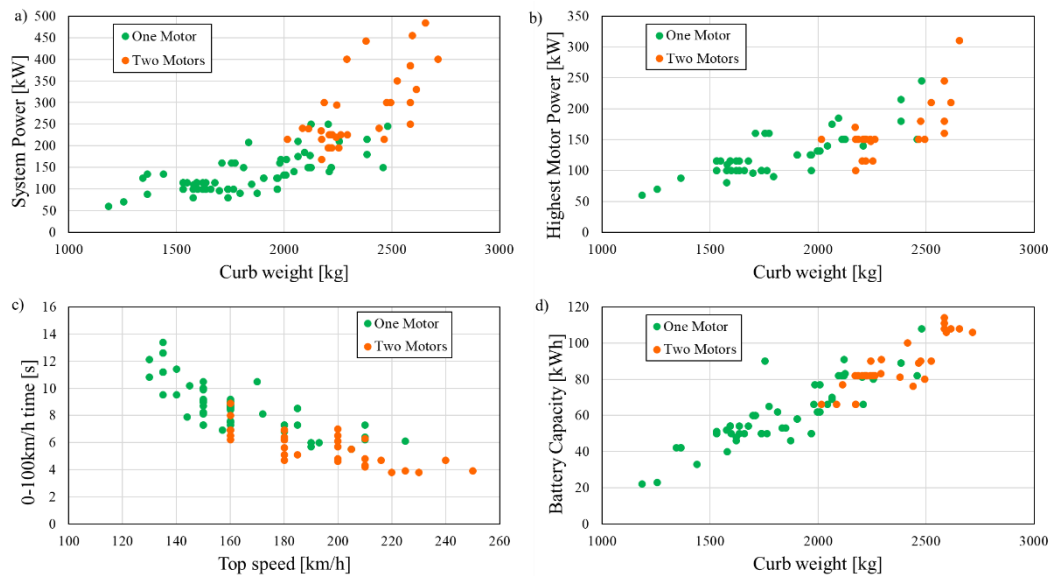 a)
System Power [kW]
500
450
400
350
300
250
200
150
100
50
0
One Motor
Two Motors
1000 1500 2000 2500 3000
Curb weight [kg]
b)
Highest Motor Power [kW]
350
300
250
200
150
100
50
0
One Motor
Two Motors
1000 1500 2000 2500 3000
Curb weight [kg]
c)
0-100km/h time [s]
16
14
12
10
8
6
4
2
0
One Motor
Two Motors
100 120 140 160 180 200 220 240 260
Top speed [km/h]
d)
Battery Capacity [kWh]
120
100
80
60
40
20
0
One Motor
Two Motors
1000 1500 2000 2500 3000
Curb weight [kg]